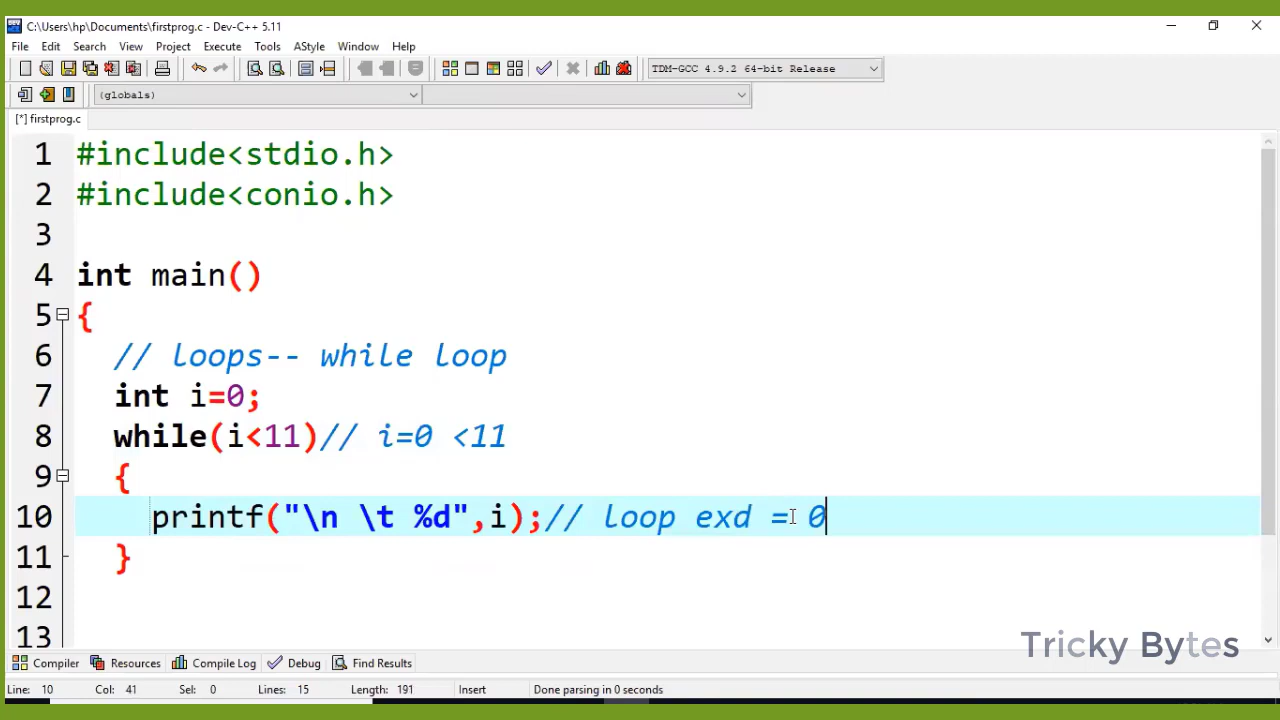 C:\Users\hp\Documents\firstprog.c - Dev-C++ 5.11
File Edit Search View Project Execute Tools AStyle Window Help
TDM-GCC 4.9.2 64-bit Release
(globals)
[*] firstprog.c
1 #include<stdio.h>
2 #include<conio.h>
3
4 int main()
5 {
6 // loops-- while loop
7 int i=0;
8 while(i<11)// i=0 <11
9 {
10 printf("\n \t %d",i);// loop exd = 0
11 }
12
13
Tricky Bytes
Compiler Resources Compile Log Debug Find Results
Line: 10 Col: 41 Sel: 0 Lines: 15 Length: 191 Insert Done parsing in 0 seconds